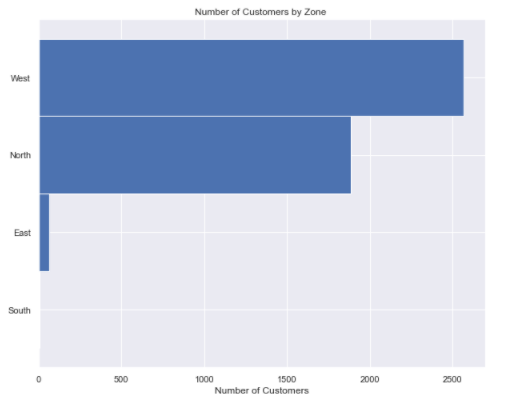 Number of Customers by Zone
West
North
East
South
0 500 1000 1500 2000 2500
Number of Customers